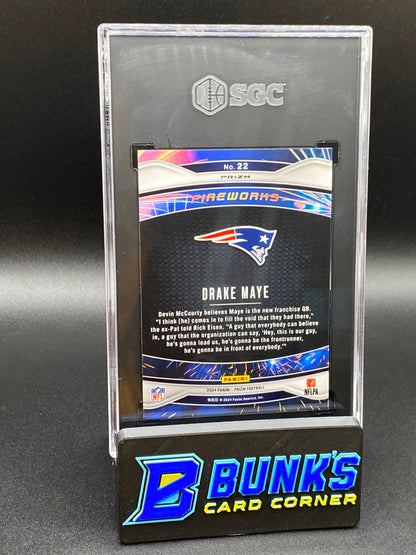 SGC
No. 22
PRIZM
FIREWORKS
DRAKE MAYE
Devin McCourty believes Maye is the new franchise QB.
"I think (he) comes in to fill the void that they had there,"
the ex-Pat told Rich Eisen. "A guy that everybody can believe
in, a guy that the organization can say, 'Hey, this is our guy,
he's gonna lead us, he's gonna be the frontrunner,
he's gonna be in front of everybody.'"
PANINI
NFL
NFLPA
2024 PANINI - PRIZM FOOTBALL
© 2024 Panini America, Inc.
B BUNK'S
CARD CORNER